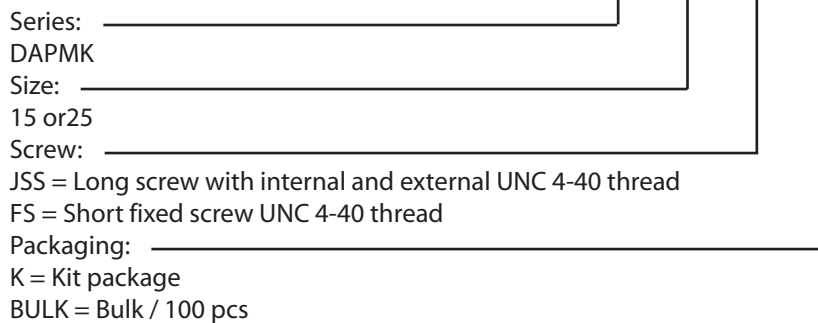 Series:
DAPMK
Size:
15 or25
Screw:
JSS = Long screw with internal and external UNC 4-40 thread
FS = Short fixed screw UNC 4-40 thread
Packaging:
K = Kit package
BULK = Bulk / 100 pcs